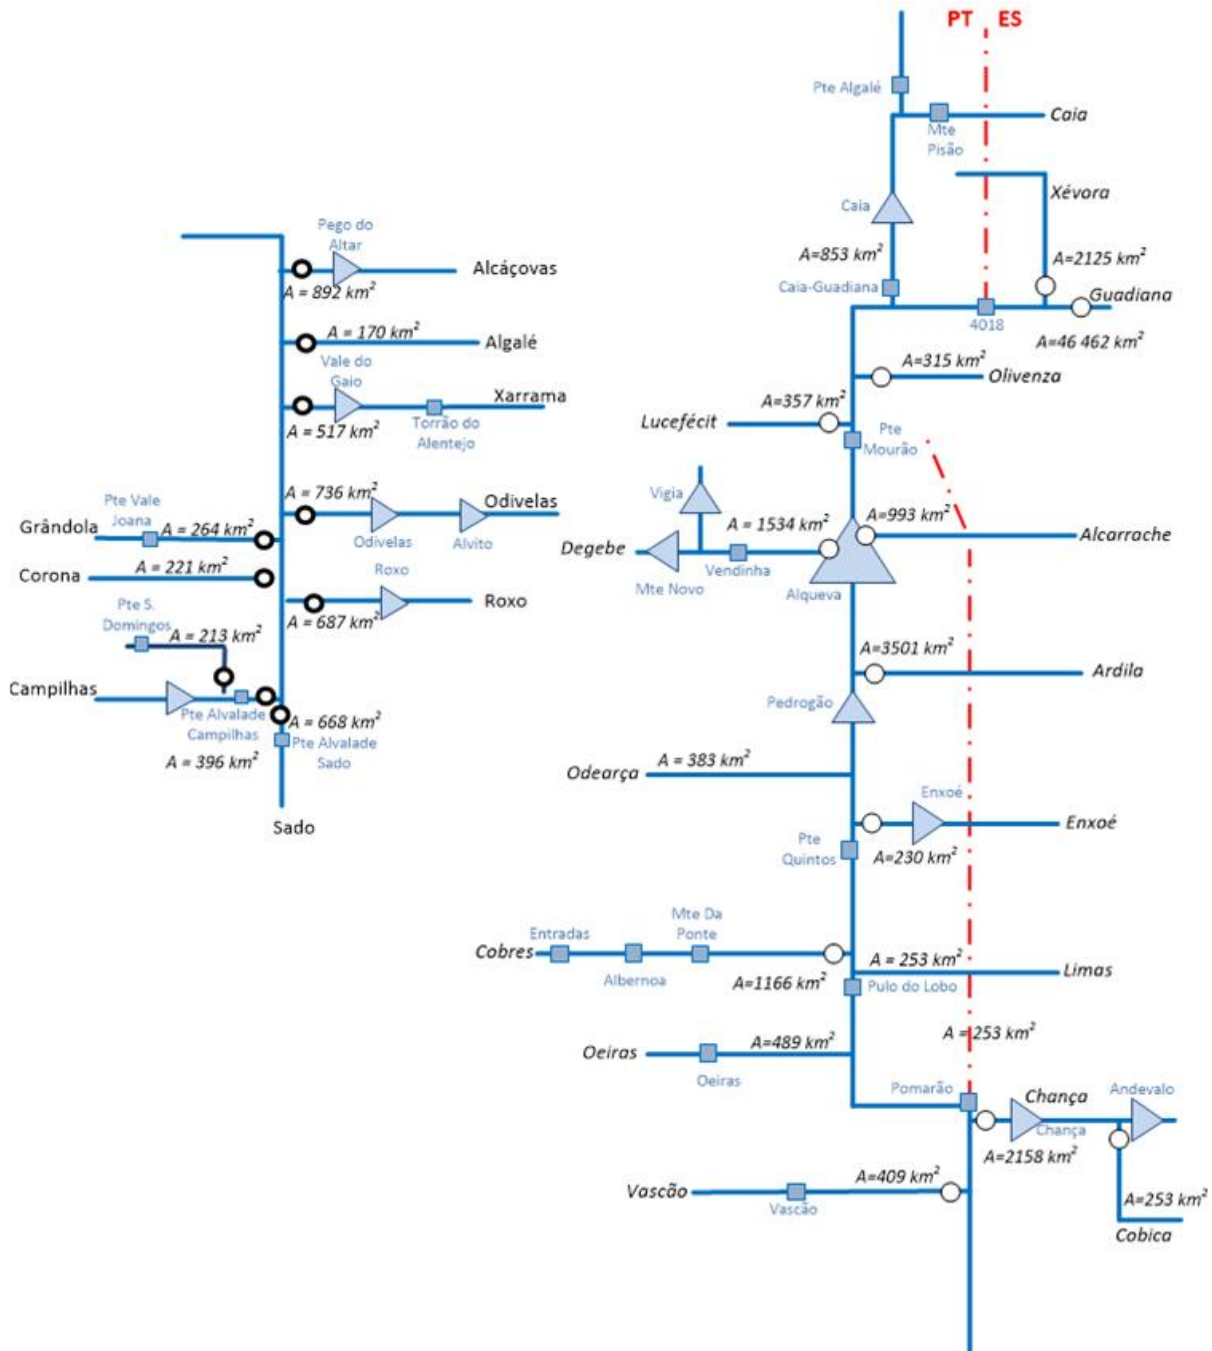 Pego do
Altar
Alcáçovas
A = 892 km²
A = 170 km²
Algalé
Vale do
Gaio
Xarrama
A = 517 km²
Torrão do
Alentejo
A = 736 km²
Odivelas
Pte Vale
Joana
Grândola
A = 264 km²
Odivelas
Alvito
Corona
A = 221 km²
Roxo
Roxo
Pte S.
Domingos
A = 213 km²
A = 687 km²
Campilhas
Pte Alvalade
Campilhas
A = 668 km²
Pte Alvalade
Sado
A = 396 km²
Sado
PT
ES
Pte Algalé
Caia
Mte
Pisão
Xévora
Caia
A=853 km²
A=2125 km²
Caia-Guadiana
Guadiana
4018
A=46 462 km²
A=315 km²
Olivenza
A=357 km²
Lucefécit
Pte
Mourão
Vigia
A = 1534 km²
A=993 km²
Alcarrache
Degebe
Vendinha
Mte Novo
Alqueva
A=3501 km²
Ardila
Pedrogão
Odearça
A = 383 km²
Enxoé
Enxoé
Pte
Quintos
A=230 km²
Mte Da
Ponte
Entradas
Cobres
Albernoa
A = 253 km²
Limas
A=1166 km²
Pulo do Lobo
A = 253 km²
Oeiras
A=489 km²
Oeiras
Pomarão
Chança
Andevalo
Chança
A=2158 km²
A=409 km²
Vascão
Vascão
A=253 km²
Cobica